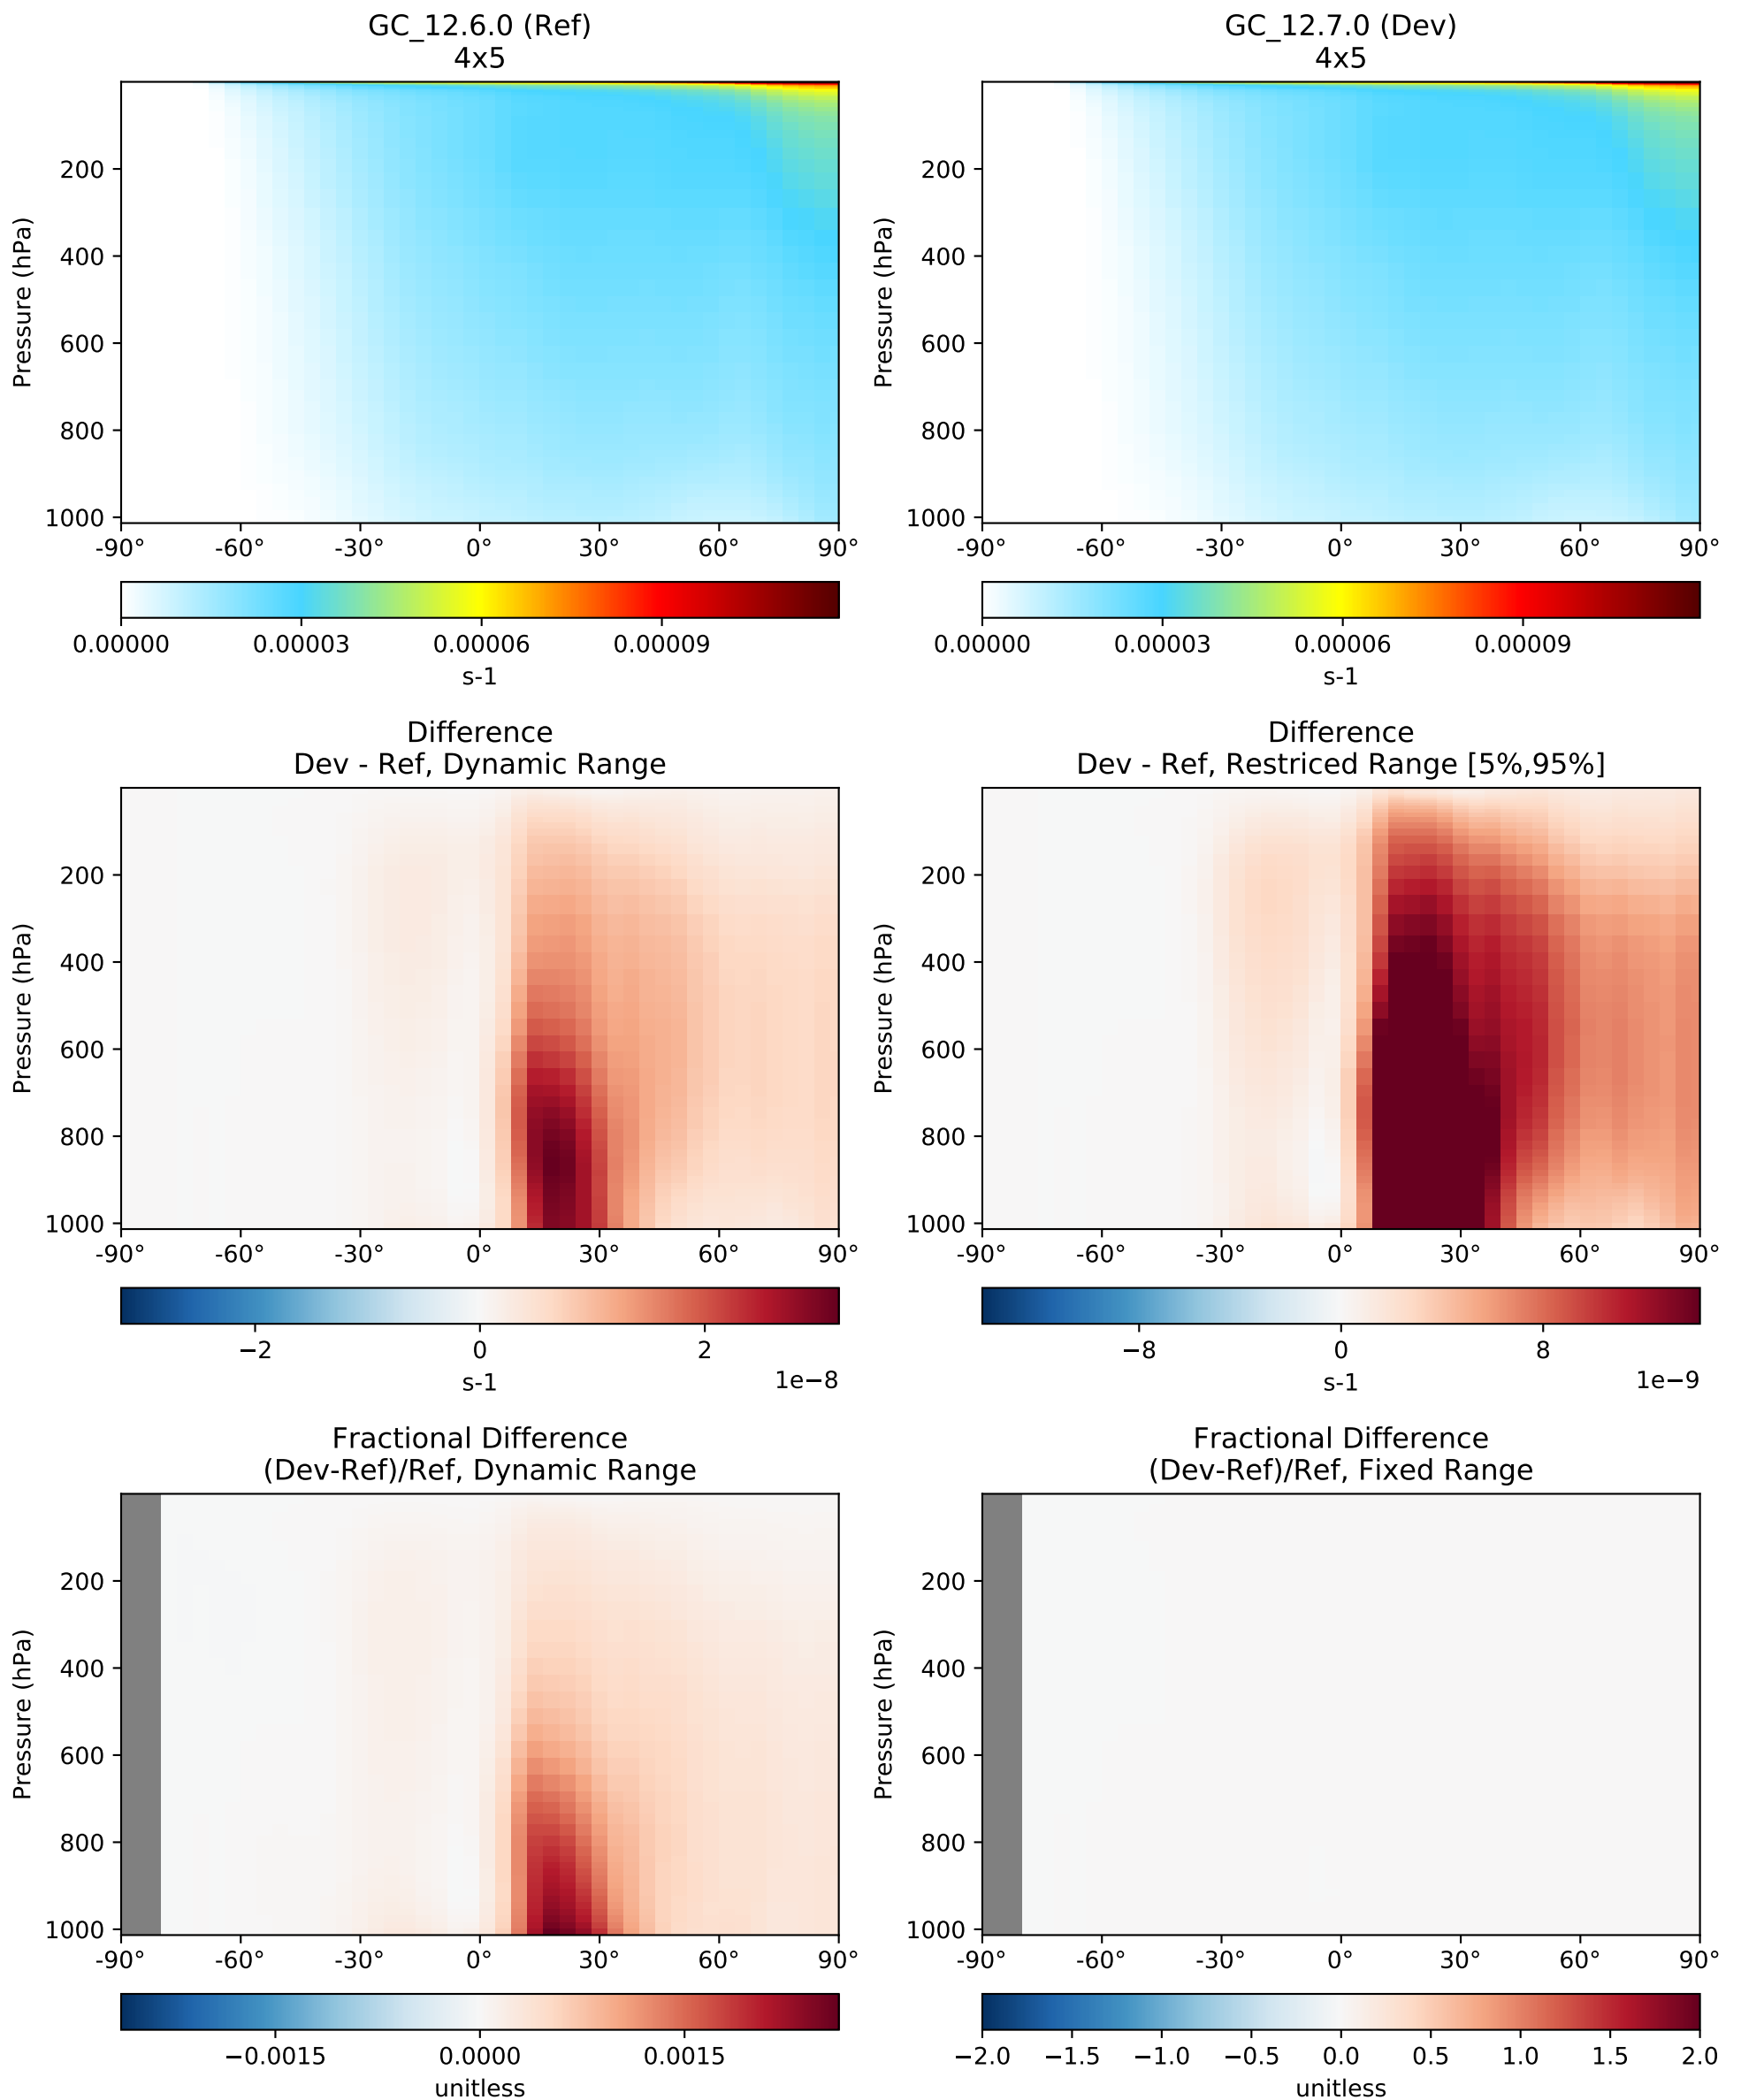 GC_12.6.0 (Ref)
4x5
GC_12.7.0 (Dev)
4x5
Pressure (hPa)
200
400
600
800
1000
-90° -60° -30° 0° 30° 60° 90°
0.00000 0.00003 0.00006 0.00009
s-1
Pressure (hPa)
200
400
600
800
1000
-90° -60° -30° 0° 30° 60° 90°
0.00000 0.00003 0.00006 0.00009
s-1
Difference
Dev - Ref, Dynamic Range
Difference
Dev - Ref, Restriced Range [5%,95%]
Pressure (hPa)
200
400
600
800
1000
-90° -60° -30° 0° 30° 60° 90°
−2 0 2
s-1 1e−8
Pressure (hPa)
200
400
600
800
1000
-90° -60° -30° 0° 30° 60° 90°
−8 0 8
s-1 1e−9
Fractional Difference
(Dev-Ref)/Ref, Dynamic Range
Fractional Difference
(Dev-Ref)/Ref, Fixed Range
Pressure (hPa)
200
400
600
800
1000
-90° -60° -30° 0° 30° 60° 90°
−0.0015 0.0000 0.0015
unitless
Pressure (hPa)
200
400
600
800
1000
-90° -60° -30° 0° 30° 60° 90°
−2.0 −1.5 −1.0 −0.5 0.0 0.5 1.0 1.5 2.0
unitless